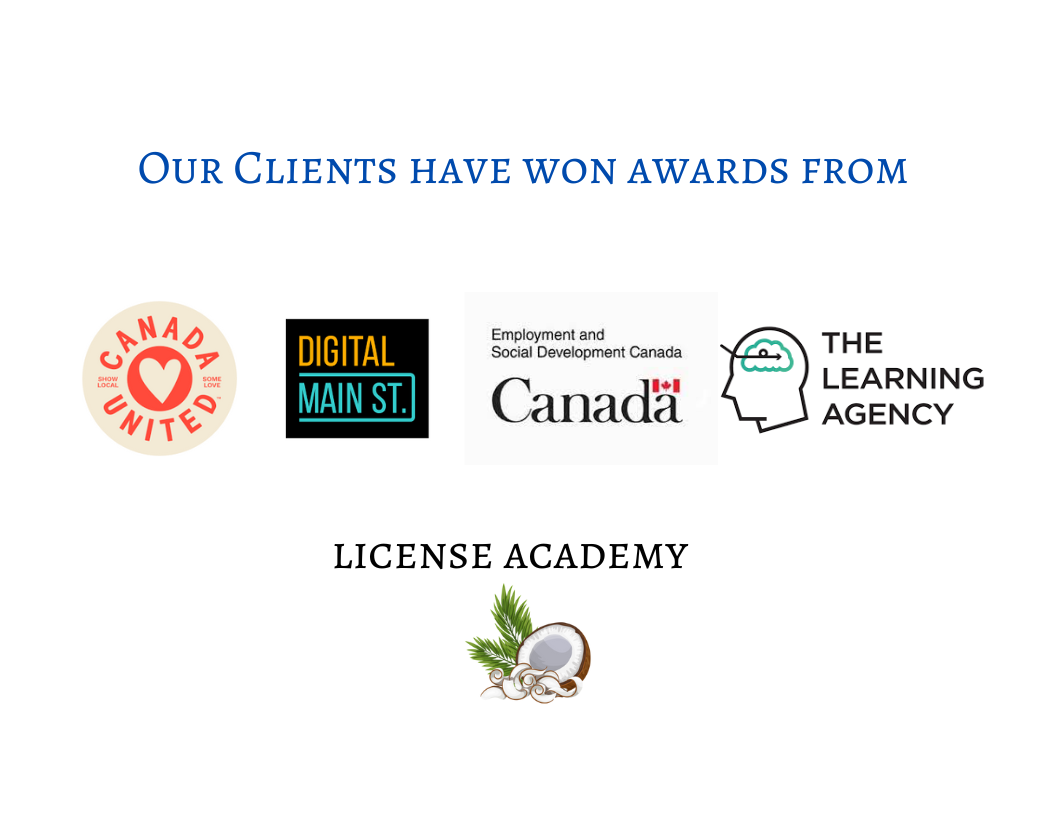 Our Clients have won awards from
CANADA
SHOW
LOCAL
SOME
LOVE
UNITED™
DIGITAL
MAIN ST.
Employment and
Social Development Canada
Canada
THE
LEARNING
AGENCY
LICENSE ACADEMY